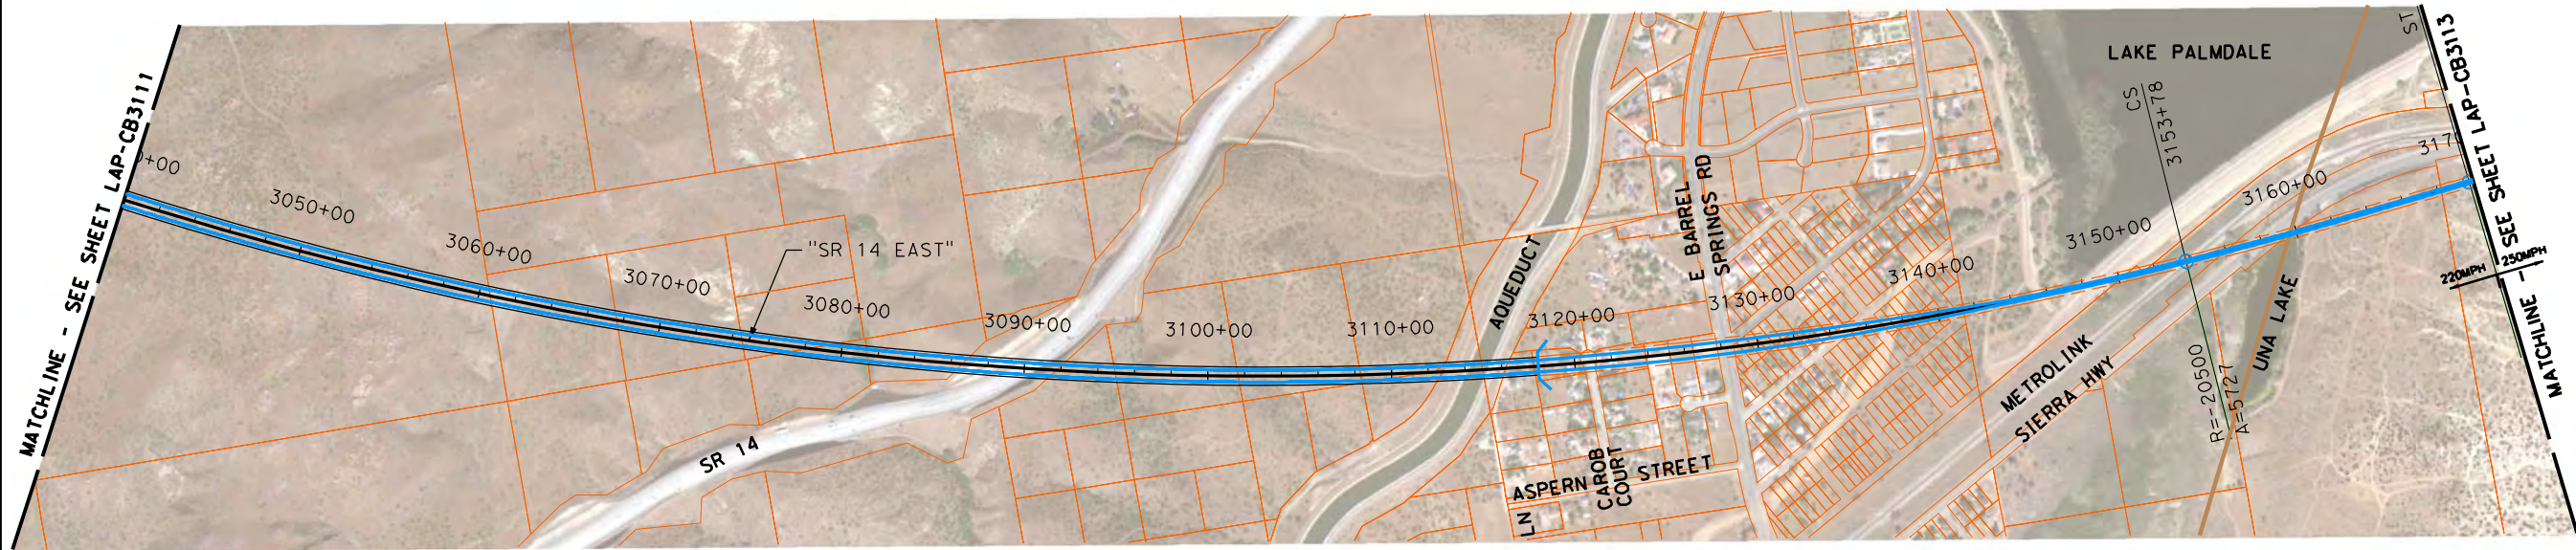 MATCHLINE - SEE SHEET LAP-CB3111
0+00
3050+00
3060+00
3070+00
"SR 14 EAST"
3080+00
3090+00
3100+00
3110+00
3120+00
3130+00
3140+00
3150+00
3160+00
317
SR 14
AQUEDUCT
E BARREL
SPRINGS RD
ASPERN STREET
CAROB
COURT
LN
METROLINK
SIERRA HWY
LAKE PALMDALE
CS
3153+78
R=-20500
A=5727
UNA LAKE
ST
220MPH
250MPH
MATCHLINE - SEE SHEET LAP-CB3113